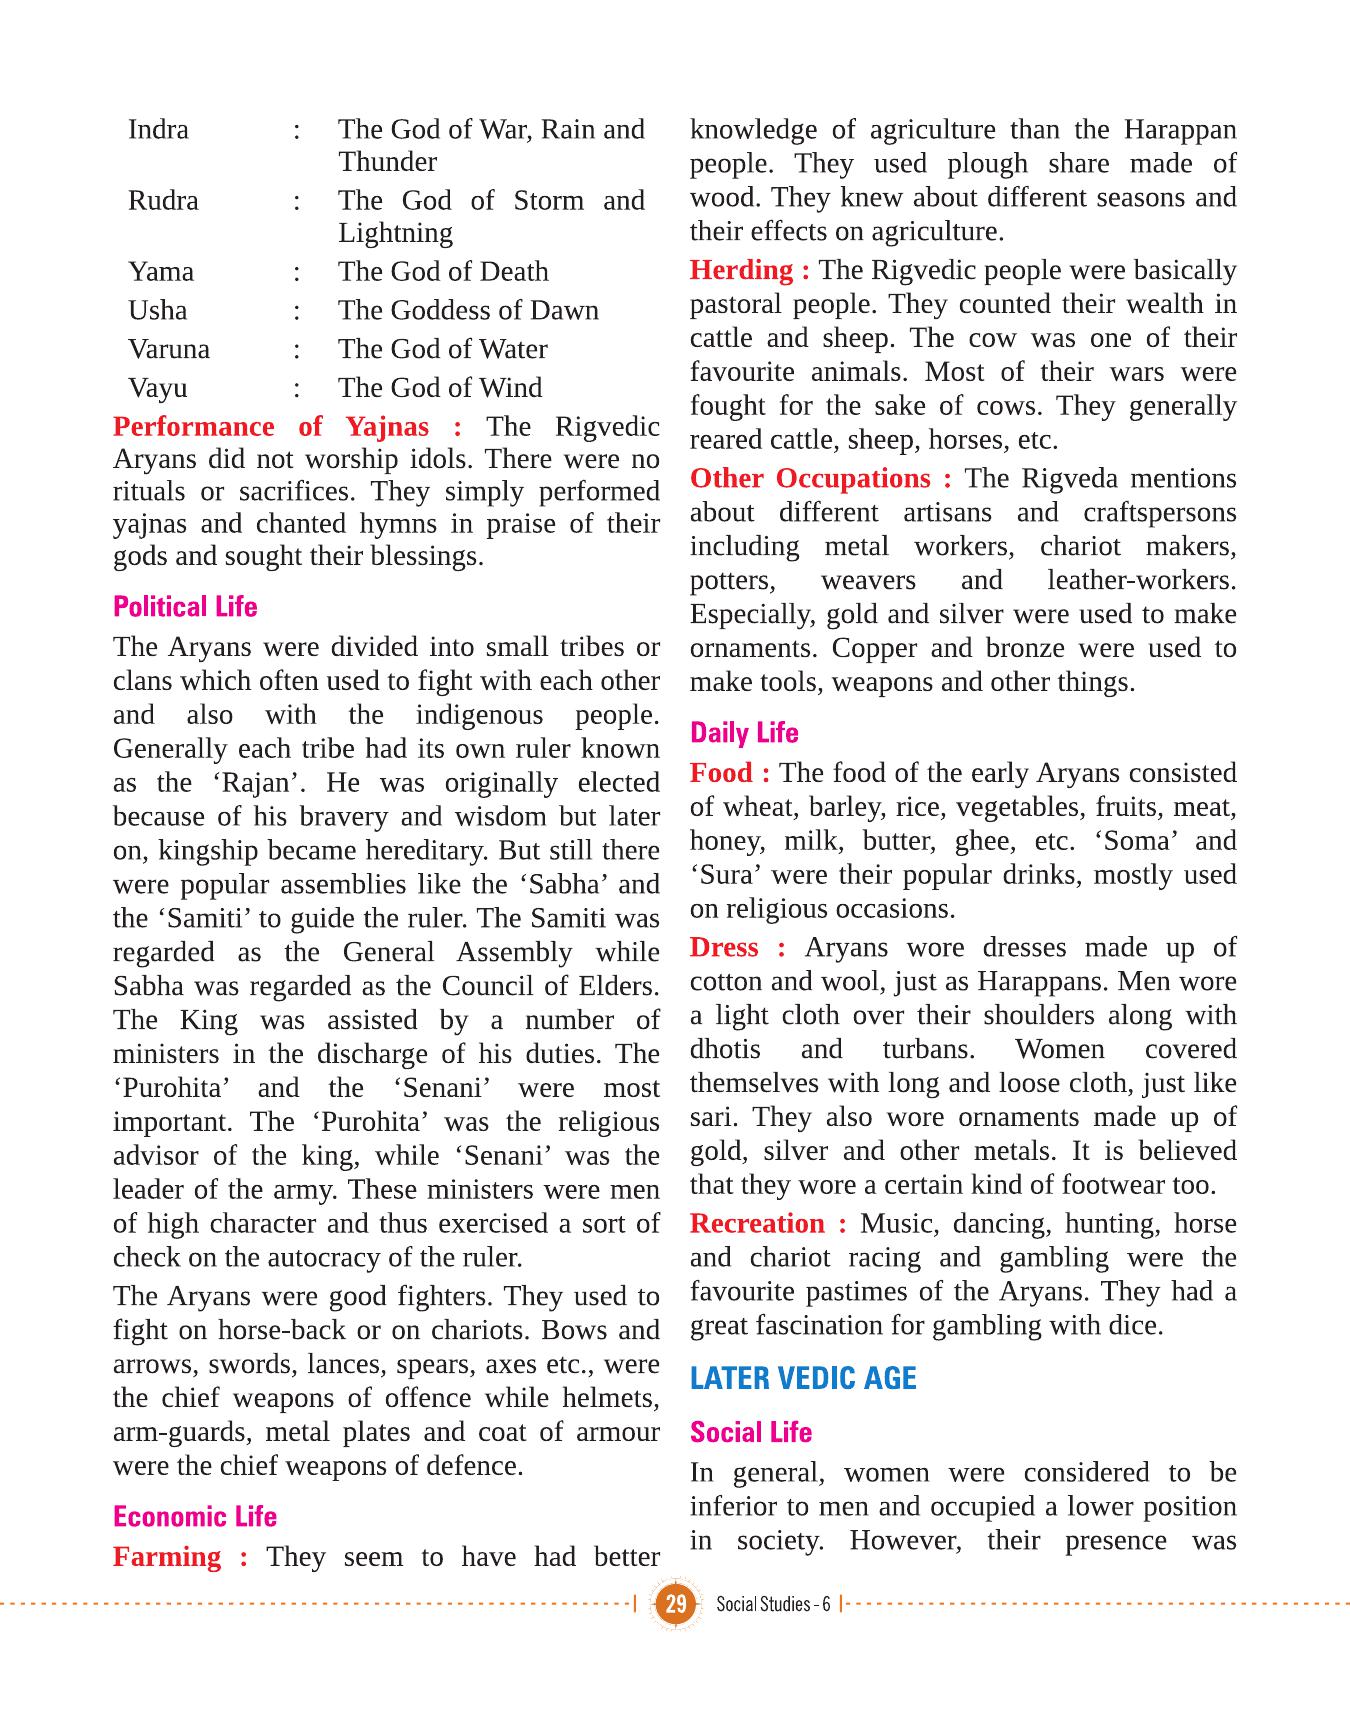 Indra : The God of War, Rain and
Thunder
Rudra : The God of Storm and
Lightning
Yama : The God of Death
Usha : The Goddess of Dawn
Varuna : The God of Water
Vayu : The God of Wind
Performance of Yajnas : The Rigvedic
Aryans did not worship idols. There were no
rituals or sacrifices. They simply performed
yajnas and chanted hymns in praise of their
gods and sought their blessings.
Political Life
The Aryans were divided into small tribes or
clans which often used to fight with each other
and also with the indigenous people.
Generally each tribe had its own ruler known
as the ‘Rajan’. He was originally elected
because of his bravery and wisdom but later
on, kingship became hereditary. But still there
were popular assemblies like the ‘Sabha’ and
the ‘Samiti’ to guide the ruler. The Samiti was
regarded as the General Assembly while
Sabha was regarded as the Council of Elders.
The King was assisted by a number of
ministers in the discharge of his duties. The
‘Purohita’ and the ‘Senani’ were most
important. The ‘Purohita’ was the religious
advisor of the king, while ‘Senani’ was the
leader of the army. These ministers were men
of high character and thus exercised a sort of
check on the autocracy of the ruler.
The Aryans were good fighters. They used to
fight on horse-back or on chariots. Bows and
arrows, swords, lances, spears, axes etc., were
the chief weapons of offence while helmets,
arm-guards, metal plates and coat of armour
were the chief weapons of defence.
Economic Life
Farming : They seem to have had better
knowledge of agriculture than the Harappan
people. They used plough share made of
wood. They knew about different seasons and
their effects on agriculture.
Herding : The Rigvedic people were basically
pastoral people. They counted their wealth in
cattle and sheep. The cow was one of their
favourite animals. Most of their wars were
fought for the sake of cows. They generally
reared cattle, sheep, horses, etc.
Other Occupations : The Rigveda mentions
about different artisans and craftspersons
including metal workers, chariot makers,
potters, weavers and leather-workers.
Especially, gold and silver were used to make
ornaments. Copper and bronze were used to
make tools, weapons and other things.
Daily Life
Food : The food of the early Aryans consisted
of wheat, barley, rice, vegetables, fruits, meat,
honey, milk, butter, ghee, etc. ‘Soma’ and
‘Sura’ were their popular drinks, mostly used
on religious occasions.
Dress : Aryans wore dresses made up of
cotton and wool, just as Harappans. Men wore
a light cloth over their shoulders along with
dhotis and turbans. Women covered
themselves with long and loose cloth, just like
sari. They also wore ornaments made up of
gold, silver and other metals. It is believed
that they wore a certain kind of footwear too.
Recreation : Music, dancing, hunting, horse
and chariot racing and gambling were the
favourite pastimes of the Aryans. They had a
great fascination for gambling with dice.
LATER VEDIC AGE
Social Life
In general, women were considered to be
inferior to men and occupied a lower position
in society. However, their presence was
29 Social Studies - 6